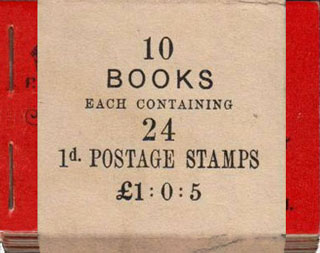 10
BOOKS
EACH CONTAINING
24
1d. POSTAGE STAMPS
£1:0:5